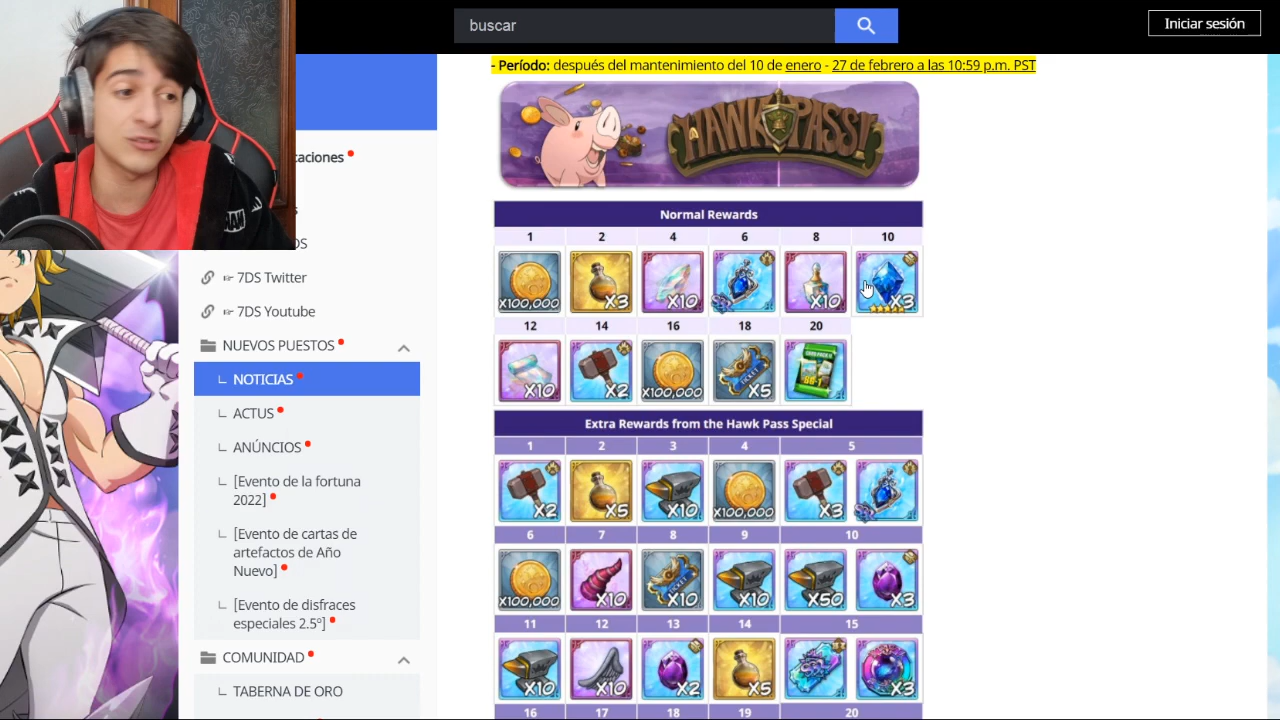 buscar
Iniciar sesión
- Período: después del mantenimiento del 10 de enero - 27 de febrero a las 10:59 p.m. PST
HAWK PASS!
caciones
7DS Twitter
7DS Youtube
NUEVOS PUESTOS
NOTICIAS
ACTUS
ANÚNCIOS
[Evento de la fortuna
2022]
[Evento de cartas de
artefactos de Año
Nuevo]
[Evento de disfraces
especiales 2.5º]
COMUNIDAD
TABERNA DE ORO
Normal Rewards
1 2 4 6 8 10
X100,000 X3 X10 X10 X3
12 14 16 18 20
X10 X2 X100,000 TICKET X5
Extra Rewards from the Hawk Pass Special
1 2 3 4 5
X2 X5 X10 X100,000 X3
6 7 8 9 10
X100,000 X10 TICKET X10 X10 X50 X3
11 12 13 14 15
X10 X10 X2 X5 X3
16 17 18 19 20